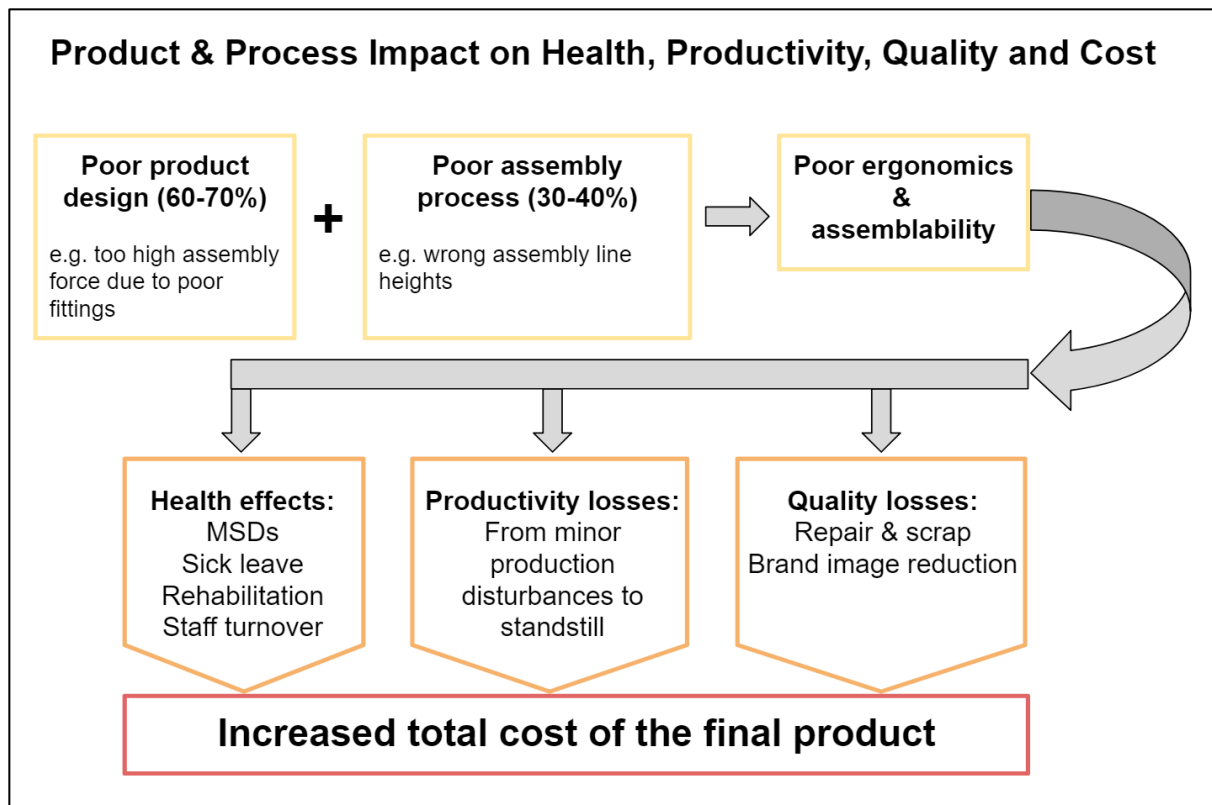 Product & Process Impact on Health, Productivity, Quality and Cost
Poor product
design (60-70%)
e.g. too high assembly
force due to poor
fittings
+
Poor assembly
process (30-40%)
e.g. wrong assembly line
heights
Poor ergonomics
&
assemblability
Health effects:
MSDs
Sick leave
Rehabilitation
Staff turnover
Productivity losses:
From minor
production
disturbances to
standstill
Quality losses:
Repair & scrap
Brand image reduction
Increased total cost of the final product